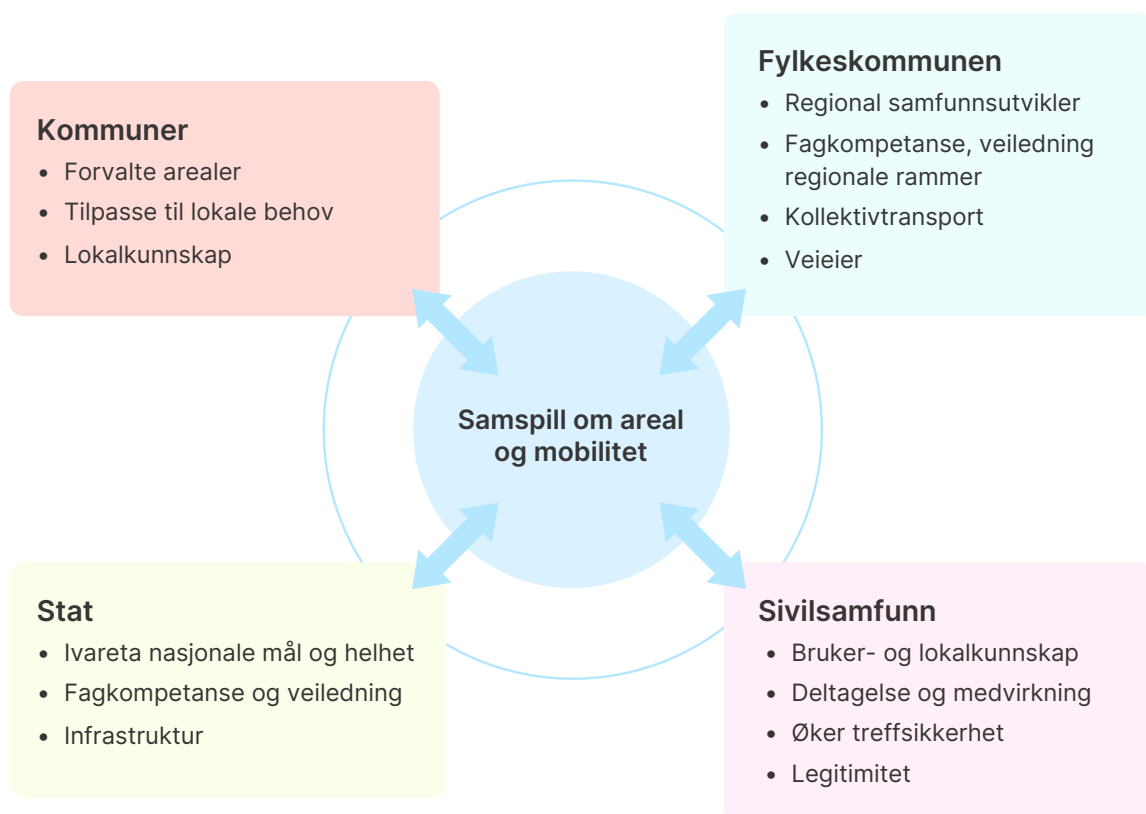 Kommuner
• Forvalte arealer
• Tilpasse til lokale behov
• Lokalkunnskap
Fylkeskommunen
• Regional samfunnsutvikler
• Fagkompetanse, veiledning
regionale rammer
• Kollektivtransport
• Veieier
Samspill om areal
og mobilitet
Stat
• Ivareta nasjonale mål og helhet
• Fagkompetanse og veiledning
• Infrastruktur
Sivilsamfunn
• Bruker- og lokalkunnskap
• Deltagelse og medvirkning
• Øker treffsikkerhet
• Legitimitet